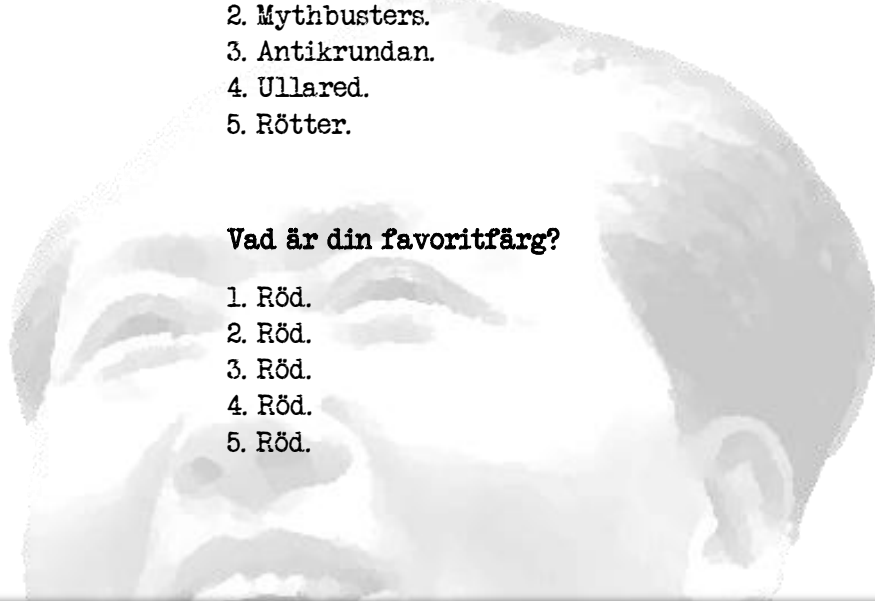 2. Mythbusters.
3. Antikrundan.
4. Ullared.
5. Rötter.
Vad är din favoritfärg?
1. Röd.
2. Röd.
3. Röd.
4. Röd.
5. Röd.